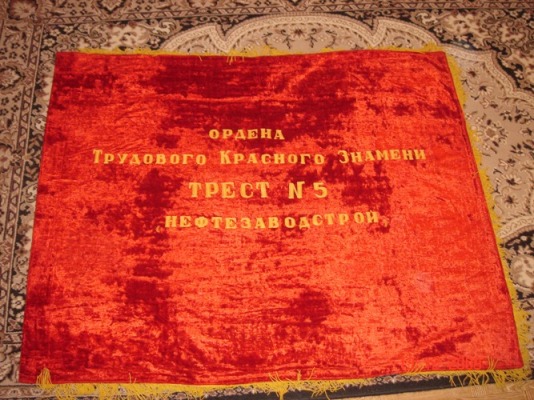 ОРДЕНА
ТРУДОВОГО КРАСНОГО ЗНАМЕНИ
ТРЕСТ N 5
„НЕФТЕЗАВОДСТРОЙ„